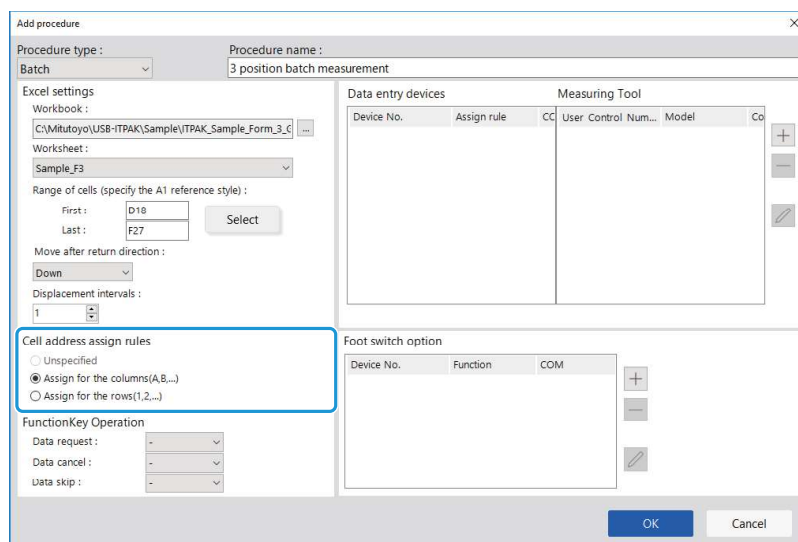 Add procedure
Procedure type :
Procedure name :
Batch
3 position batch measurement
Excel settings
Workbook :
C:\Mitutoyo\USB-ITPAK\Sample\ITPAK_Sample_Form_3_G
...
Worksheet :
Sample_F3
Range of cells (specify the A1 reference style) :
First :
D18
Last :
F27
Select
Move after return direction :
Down
Displacement intervals :
1
Data entry devices
Measuring Tool
Device No. Assign rule CC User Control Num... Model Co
Cell address assign rules
Unspecified
Assign for the columns(A,B,...)
Assign for the rows(1,2,...)
Foot switch option
Device No. Function COM
FunctionKey Operation
Data request : -
Data cancel : -
Data skip : -
OK
Cancel